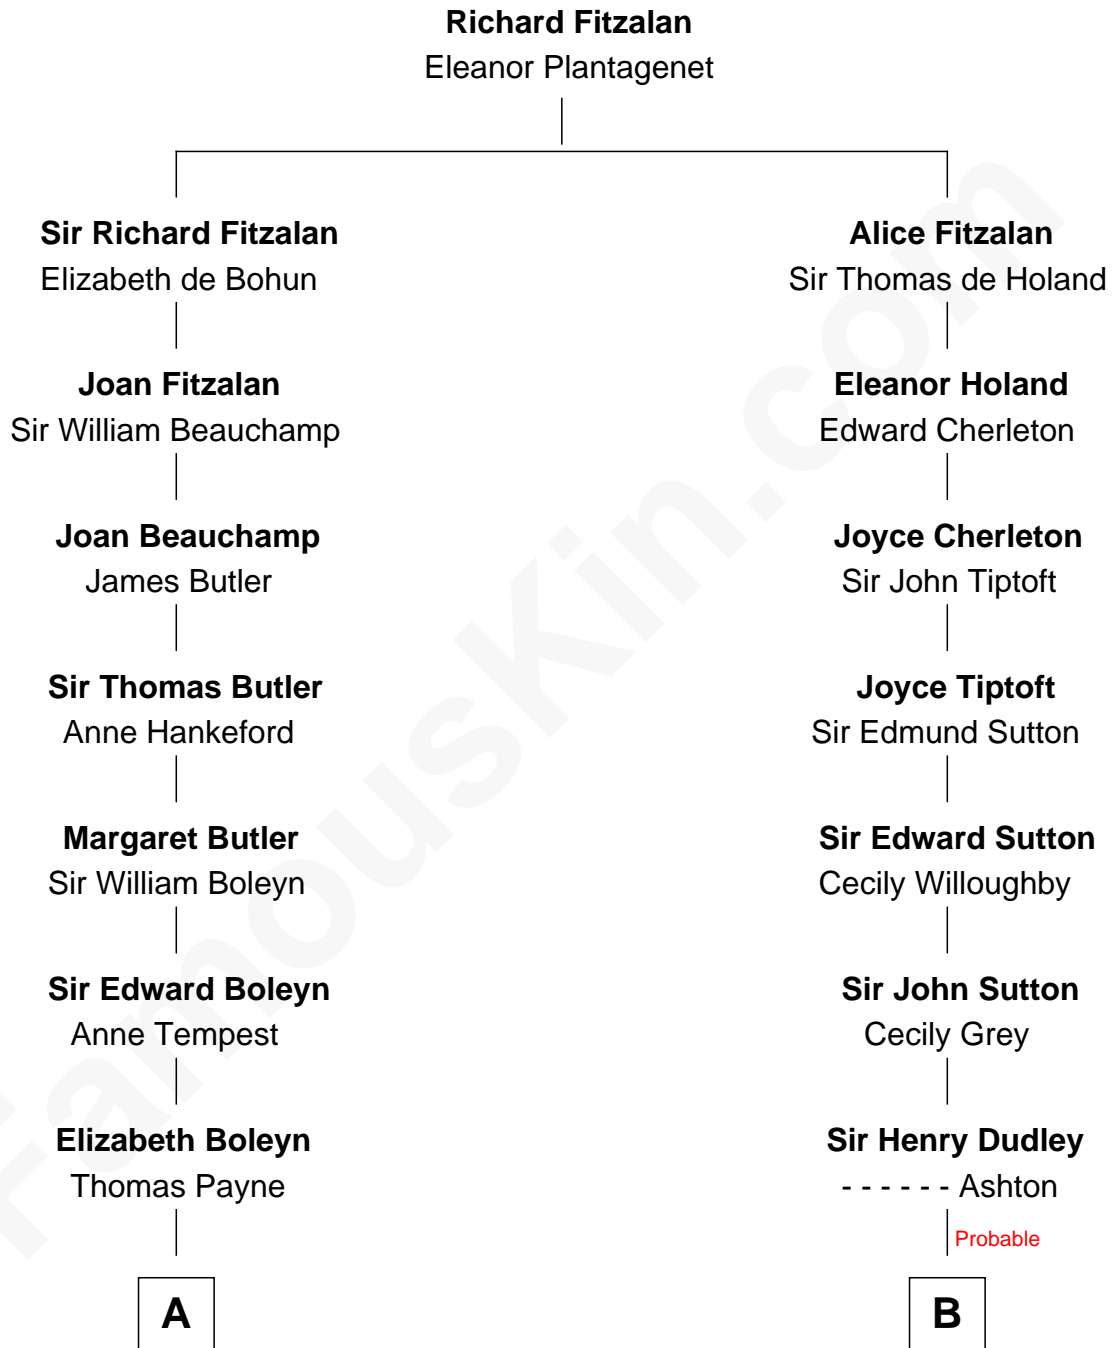 Richard Fitzalan
Eleanor Plantagenet
Sir Richard Fitzalan
Elizabeth de Bohun
Alice Fitzalan
Sir Thomas de Holand
Joan Fitzalan
Sir William Beauchamp
Eleanor Holand
Edward Cherleton
Joan Beauchamp
James Butler
Joyce Cherleton
Sir John Tiptoft
Sir Thomas Butler
Anne Hankeford
Joyce Tiptoft
Sir Edmund Sutton
Margaret Butler
Sir William Boleyn
Sir Edward Sutton
Cecily Willoughby
Sir Edward Boleyn
Anne Tempest
Sir John Sutton
Cecily Grey
Elizabeth Boleyn
Thomas Payne
Sir Henry Dudley
- - - - - - Ashton
Probable
A
B
FamousKin.com